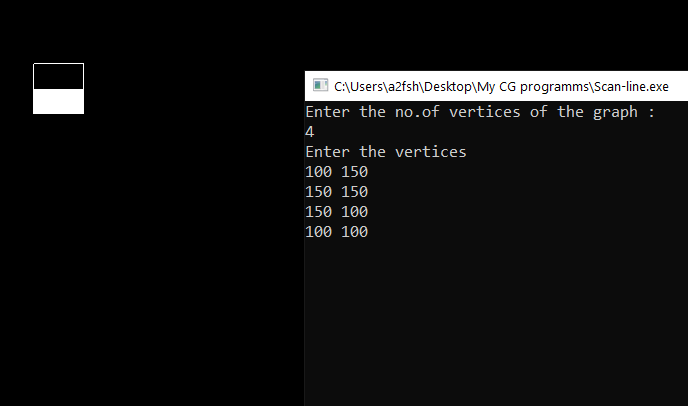 C:\Users\a2fsh\Desktop\My CG programms\Scan-line.exe
Enter the no.of vertices of the graph :
4
Enter the vertices
100 150
150 150
150 100
100 100